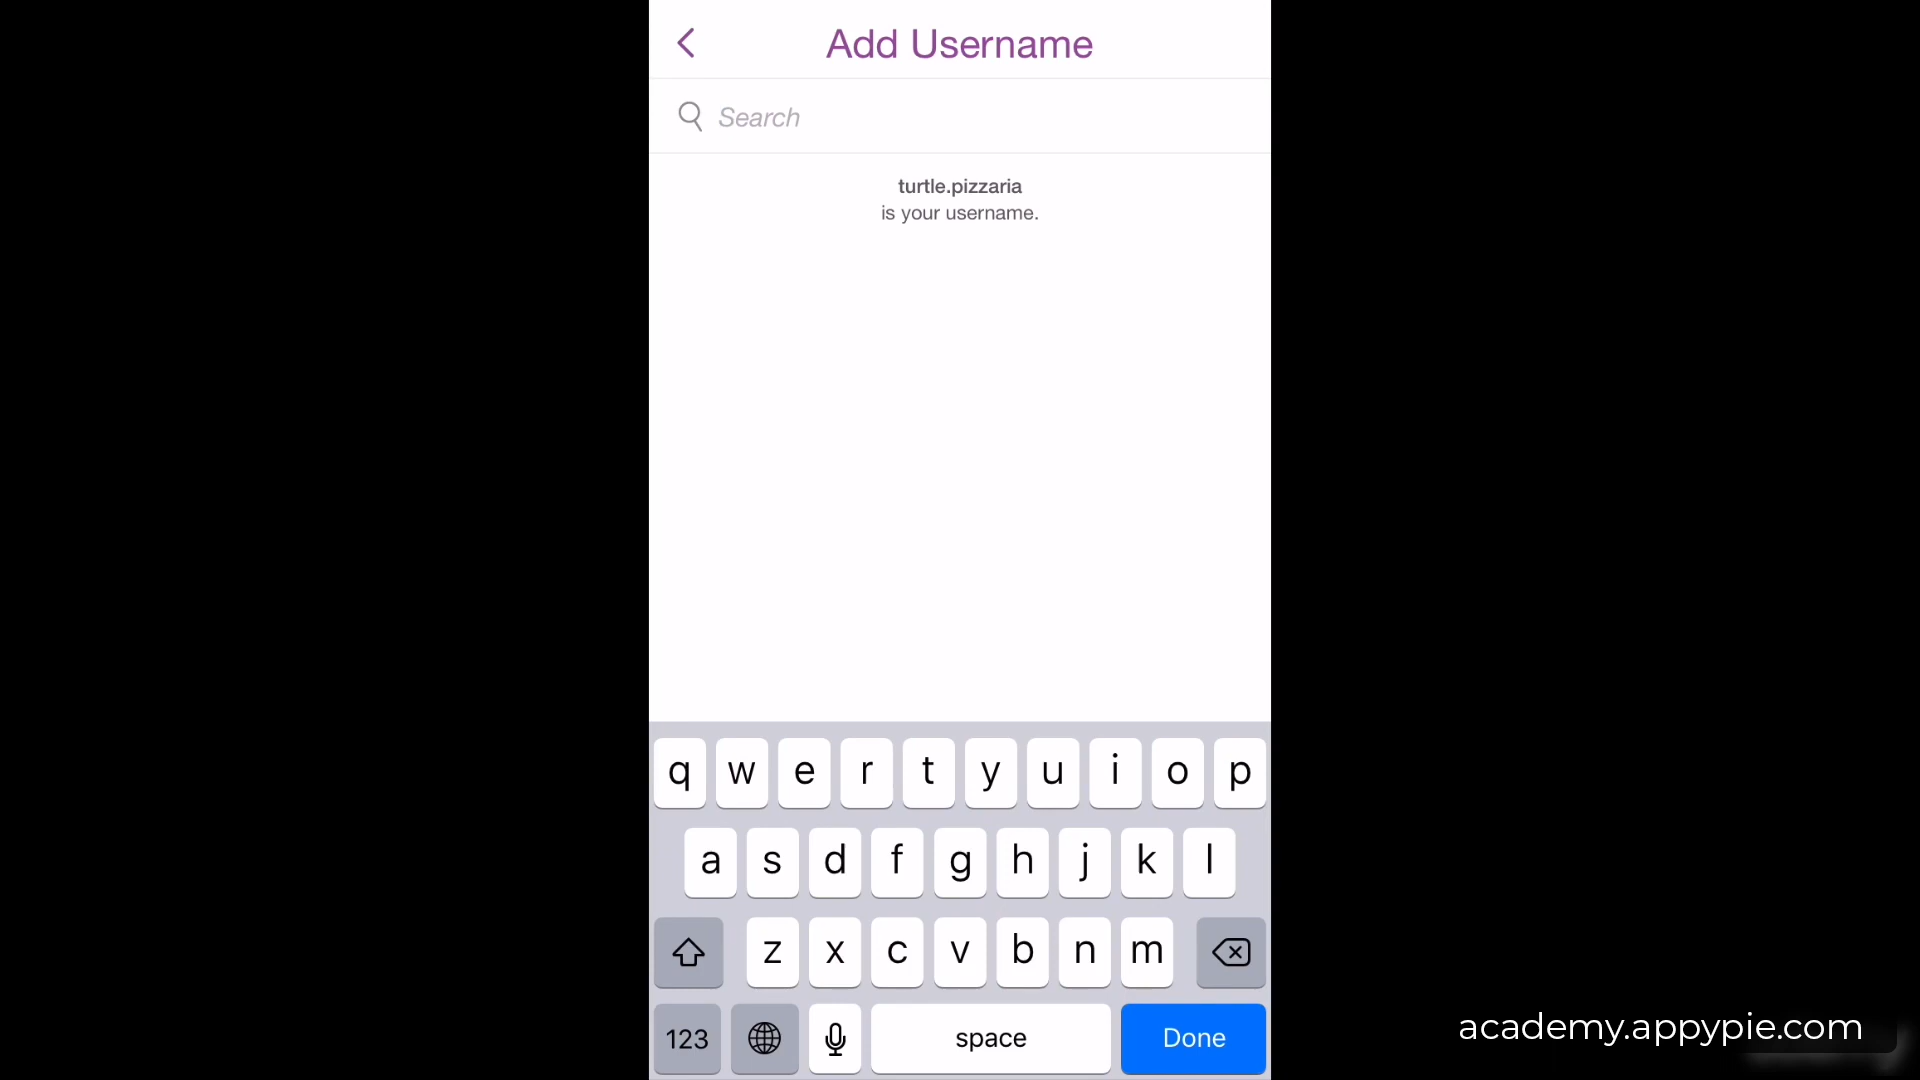 Add Username
Search
turtle.pizzaria
is your username.
q w e r t y u i o p
a s d f g h j k l
z x c v b n m
123 space Done
academy.appypie.com